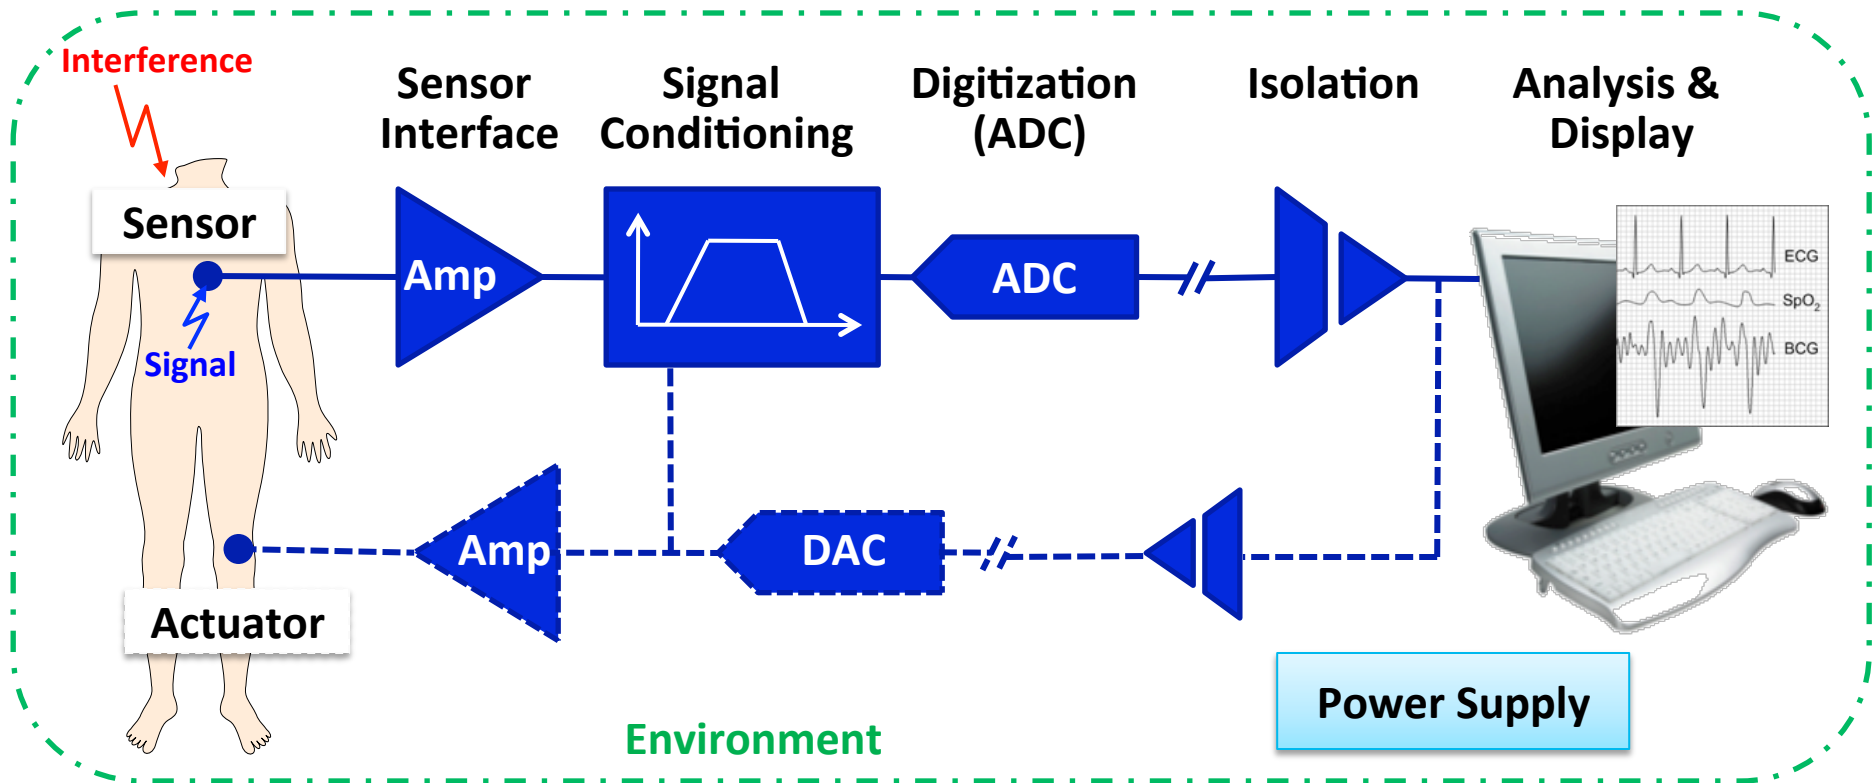 Interference
Sensor
Interface
Signal
Conditioning
Digitization
(ADC)
Isolation
Analysis &
Display
Sensor
Signal
Amp
ADC
ECG
SpO₂
BCG
Amp
DAC
Actuator
Power Supply
Environment